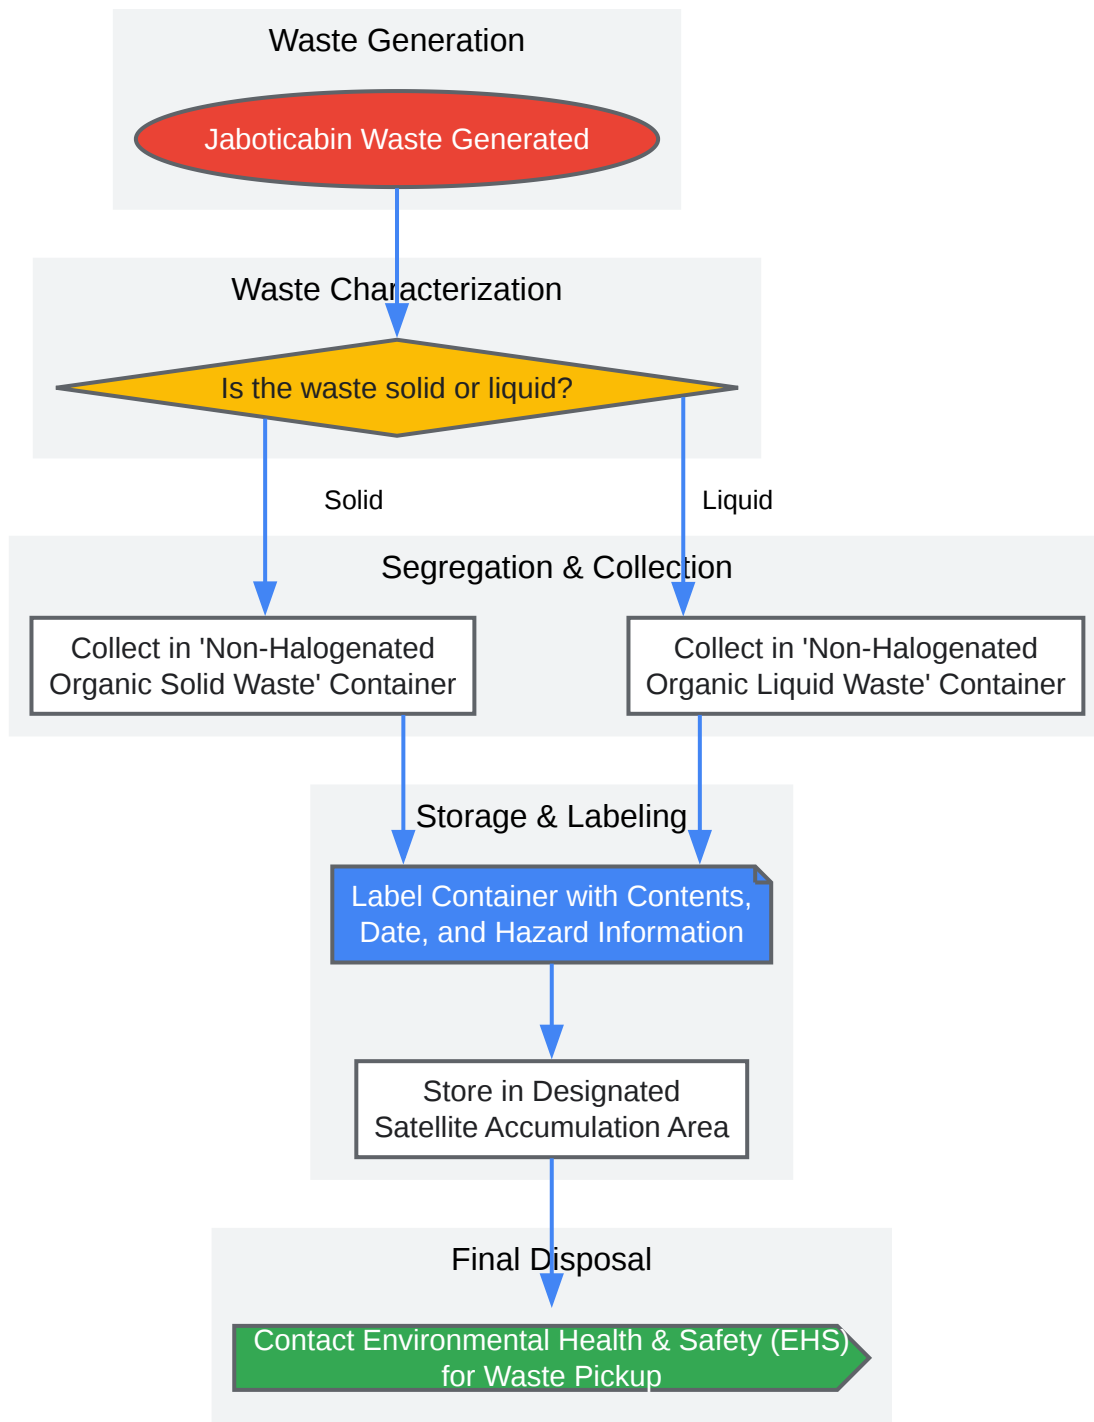 Waste Generation
Jaboticabin Waste Generated
Waste Characterization
Is the waste solid or liquid?
Solid
Liquid
Segregation & Collection
Collect in 'Non-Halogenated
Organic Solid Waste' Container
Collect in 'Non-Halogenated
Organic Liquid Waste' Container
Storage & Labeling
Label Container with Contents,
Date, and Hazard Information
Store in Designated
Satellite Accumulation Area
Final Disposal
Contact Environmental Health & Safety (EHS)
for Waste Pickup